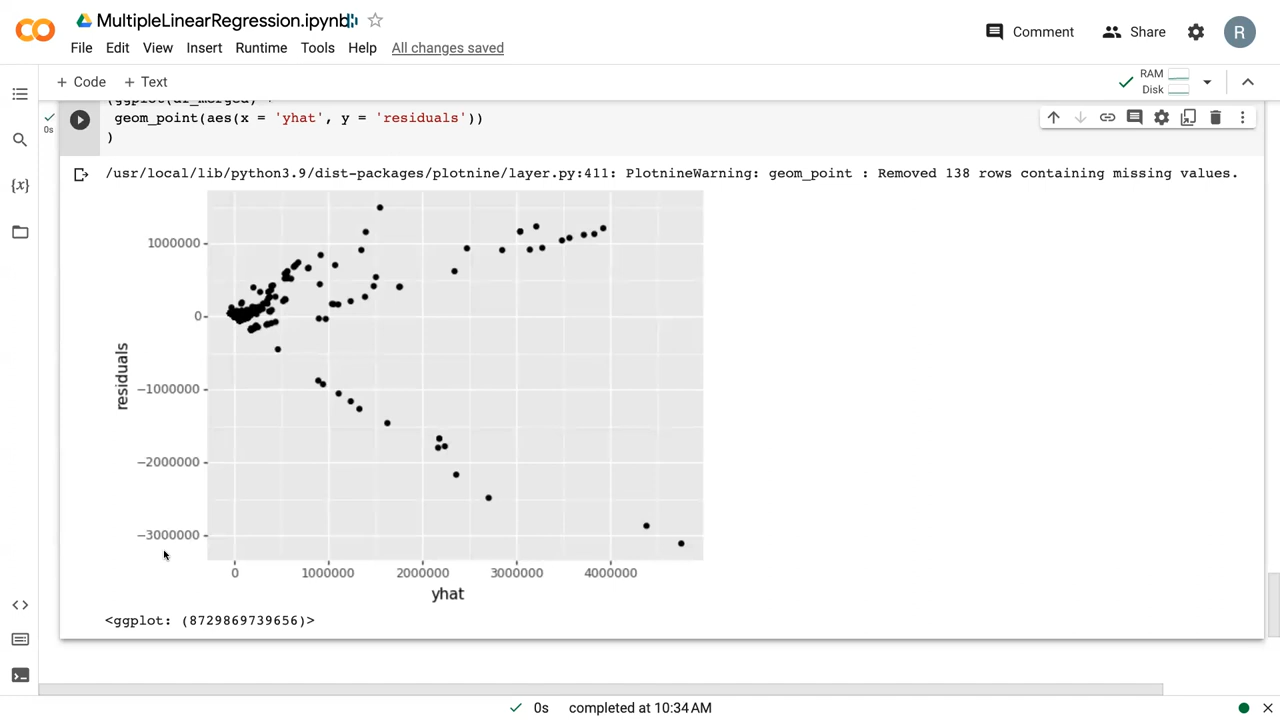 MultipleLinearRegression.ipynb
File Edit View Insert Runtime Tools Help All changes saved
Comment
Share
R
+ Code + Text
RAM
Disk
(ggplot(df_merged) +
0s
geom_point(aes(x = 'yhat', y = 'residuals'))
)
/usr/local/lib/python3.9/dist-packages/plotnine/layer.py:411: PlotnineWarning: geom_point : Removed 138 rows containing missing values.
{x}
1000000
0
−1000000
−2000000
−3000000
residuals
0 1000000 2000000 3000000 4000000
yhat
<ggplot: (8729869739656)>
0s completed at 10:34 AM